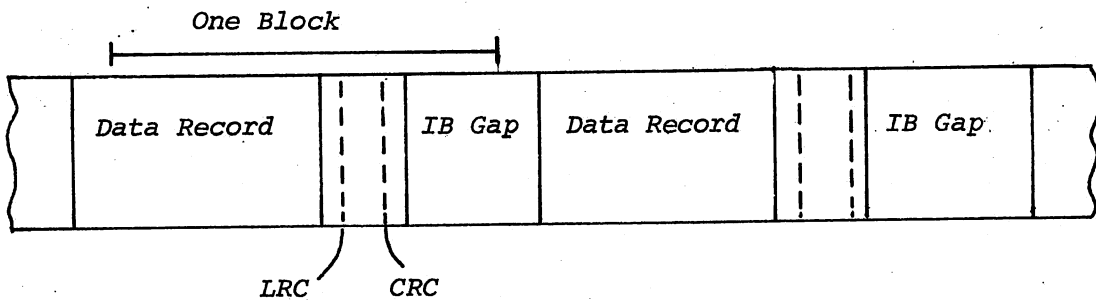 One Block
Data Record IB Gap Data Record IB Gap
LRC CRC